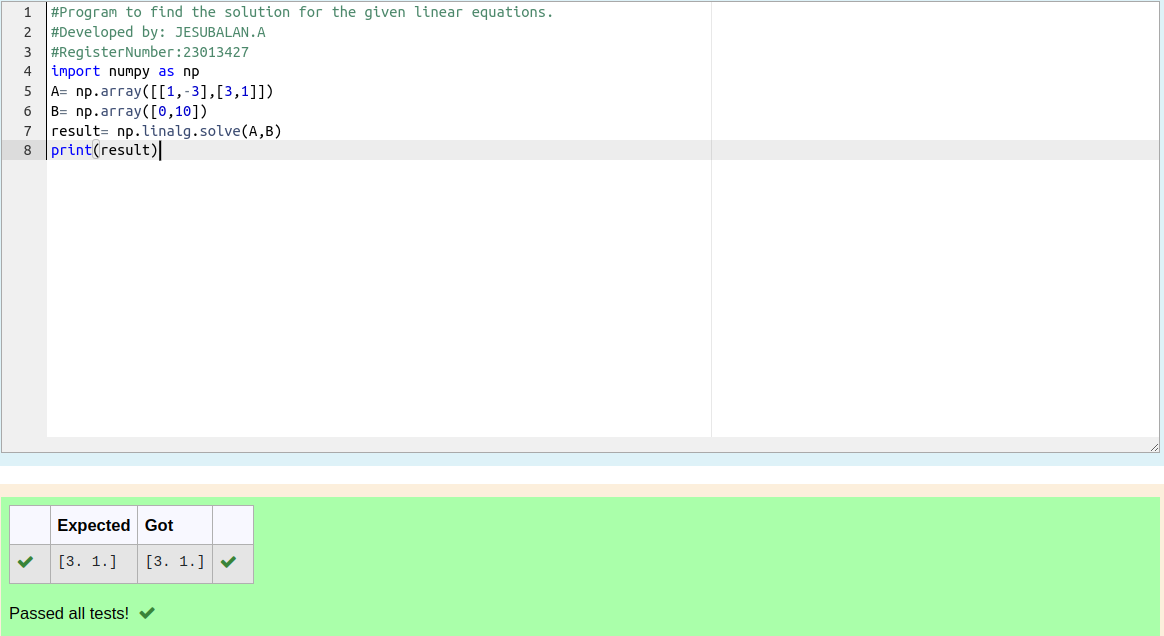 1 #Program to find the solution for the given linear equations.
2 #Developed by: JESUBALAN.A
3 #RegisterNumber:23013427
4 import numpy as np
5 A= np.array([[1,-3],[3,1]])
6 B= np.array([0,10])
7 result= np.linalg.solve(A,B)
8 print(result)
Expected Got
[3. 1.] [3. 1.]
Passed all tests!